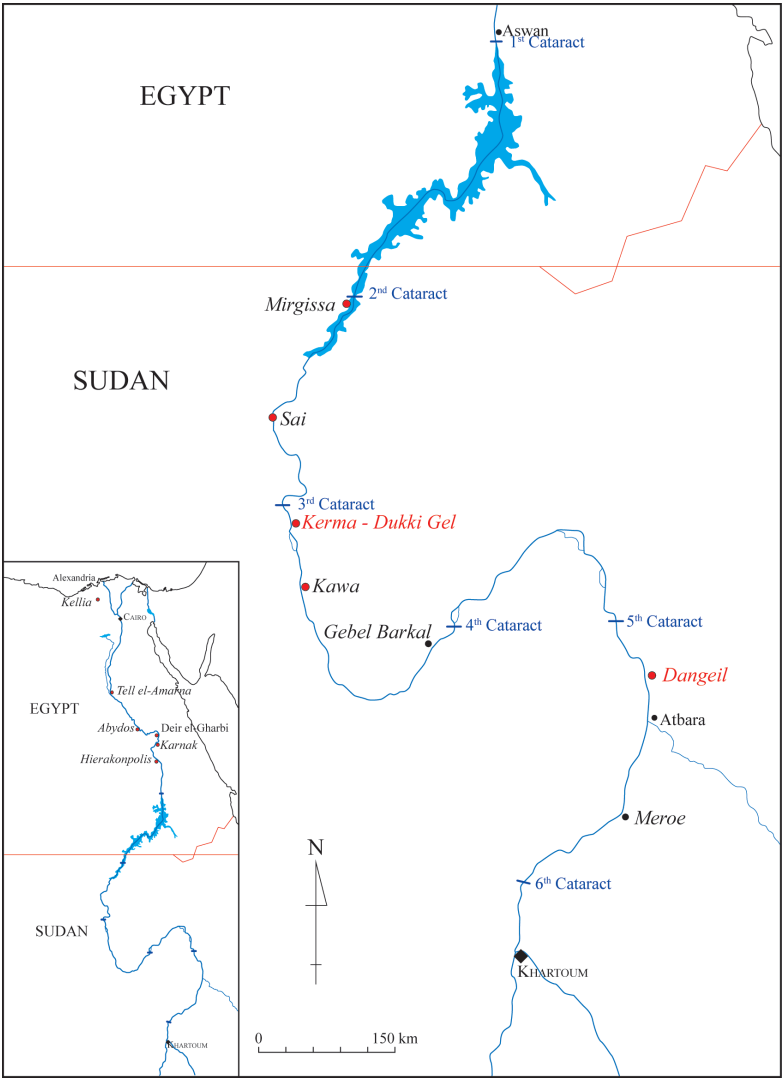 Aswan
1st Cataract
EGYPT
2nd Cataract
Mirgissa
SUDAN
Sai
3rd Cataract
Kerma - Dukki Gel
Kawa
Gebel Barkal
4th Cataract
5th Cataract
Dangeil
Atbara
Meroe
6th Cataract
KHARTOUM
N
0 150 km
Alexandria
Kellia
CAIRO
Tell el-Amarna
EGYPT
Abydos
Deir el-Gharbi
Karnak
Hierakonpolis
SUDAN
KHARTOUM